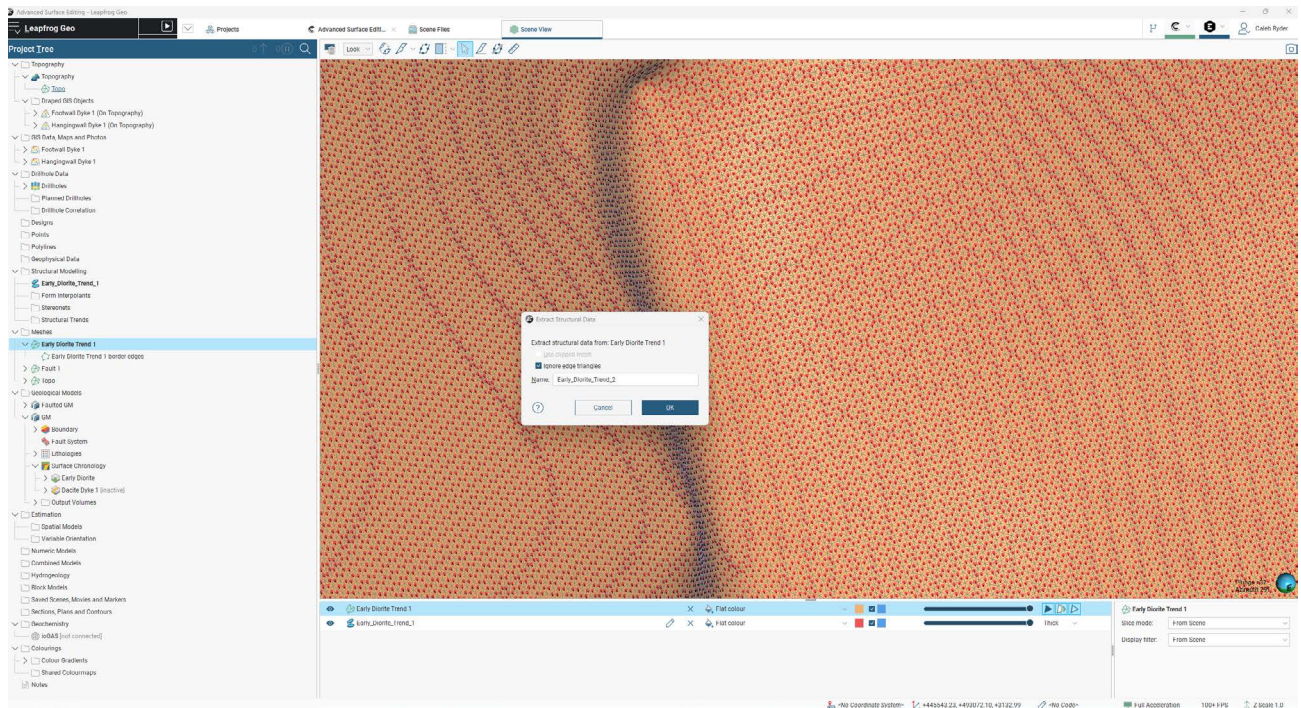 Advanced Surface Editing - Leapfrog Geo
Leapfrog Geo
Projects
Advanced Surface Editi...
Scene Files
Scene View
Caleb Ryder
Project Tree
Look
Topography
Topography
Topo
Draped GIS Objects
Footwall Dyke 1 (On Topography)
Hangingwall Dyke 1 (On Topography)
GIS Data, Maps and Photos
Footwall Dyke 1
Hangingwall Dyke 1
Drillhole Data
Drillholes
Planned Drillholes
Drillhole Correlation
Designs
Points
Polylines
Geophysical Data
Structural Modelling
Early_Diorite_Trend_1
Form Interpolants
Stereonets
Structural Trends
Meshes
Early Diorite Trend 1
Early Diorite Trend 1 border edges
Fault 1
Topo
Geological Models
Faulted GM
GM
Boundary
Fault System
Lithologies
Surface Chronology
Early Diorite
Dacite Dyke 1 [inactive]
Output Volumes
Estimation
Spatial Models
Variable Orientation
Numeric Models
Combined Models
Hydrogeology
Block Models
Saved Scenes, Movies and Markers
Sections, Plans and Contours
Geochemistry
ioGAS [not connected]
Colourings
Colour Gradients
Shared Colourmaps
Notes
Extract Structural Data
Extract structural data from: Early Diorite Trend 1
Use clipped mesh
Ignore edge triangles
Name: Early_Diorite_Trend_2
Cancel
OK
Early Diorite Trend 1
Flat colour
Early_Diorite_Trend_1
Flat colour
Thick
Early Diorite Trend 1
Slice mode: From Scene
Display filter: From Scene
<No Coordinate System>
+445543.23, +493072.10, +3132.99
<No Code>
Full Acceleration
100+ FPS
Z Scale 1.0